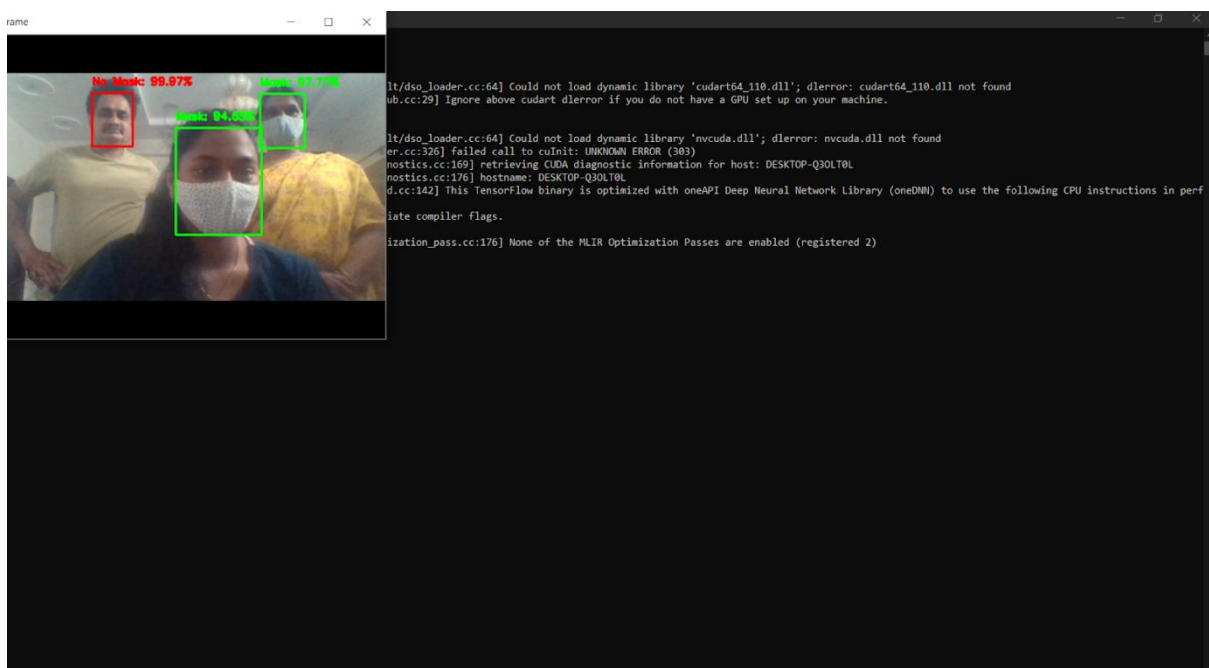 rame
No Mask: 99.97%
Mask: 97.77%
Mask: 94.65%
lt/dso_loader.cc:64] Could not load dynamic library 'cudart64_110.dll'; dlerror: cudart64_110.dll not found
ub.cc:29] Ignore above cudart dlerror if you do not have a GPU set up on your machine.
lt/dso_loader.cc:64] Could not load dynamic library 'nvcuda.dll'; dlerror: nvcuda.dll not found
er.cc:326] failed call to cuInit: UNKNOWN ERROR (303)
nostics.cc:169] retrieving CUDA diagnostic information for host: DESKTOP-Q3OLT0L
nostics.cc:176] hostname: DESKTOP-Q3OLT0L
d.cc:142] This TensorFlow binary is optimized with oneAPI Deep Neural Network Library (oneDNN) to use the following CPU instructions in perf
iate compiler flags.
ization_pass.cc:176] None of the MLIR Optimization Passes are enabled (registered 2)